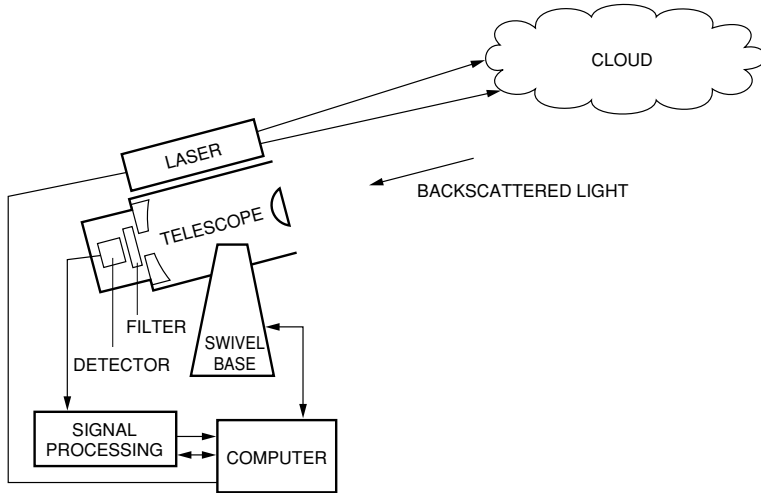 CLOUD
LASER
BACKSCATTERED LIGHT
TELESCOPE
FILTER
DETECTOR
SWIVEL
BASE
SIGNAL
PROCESSING
COMPUTER